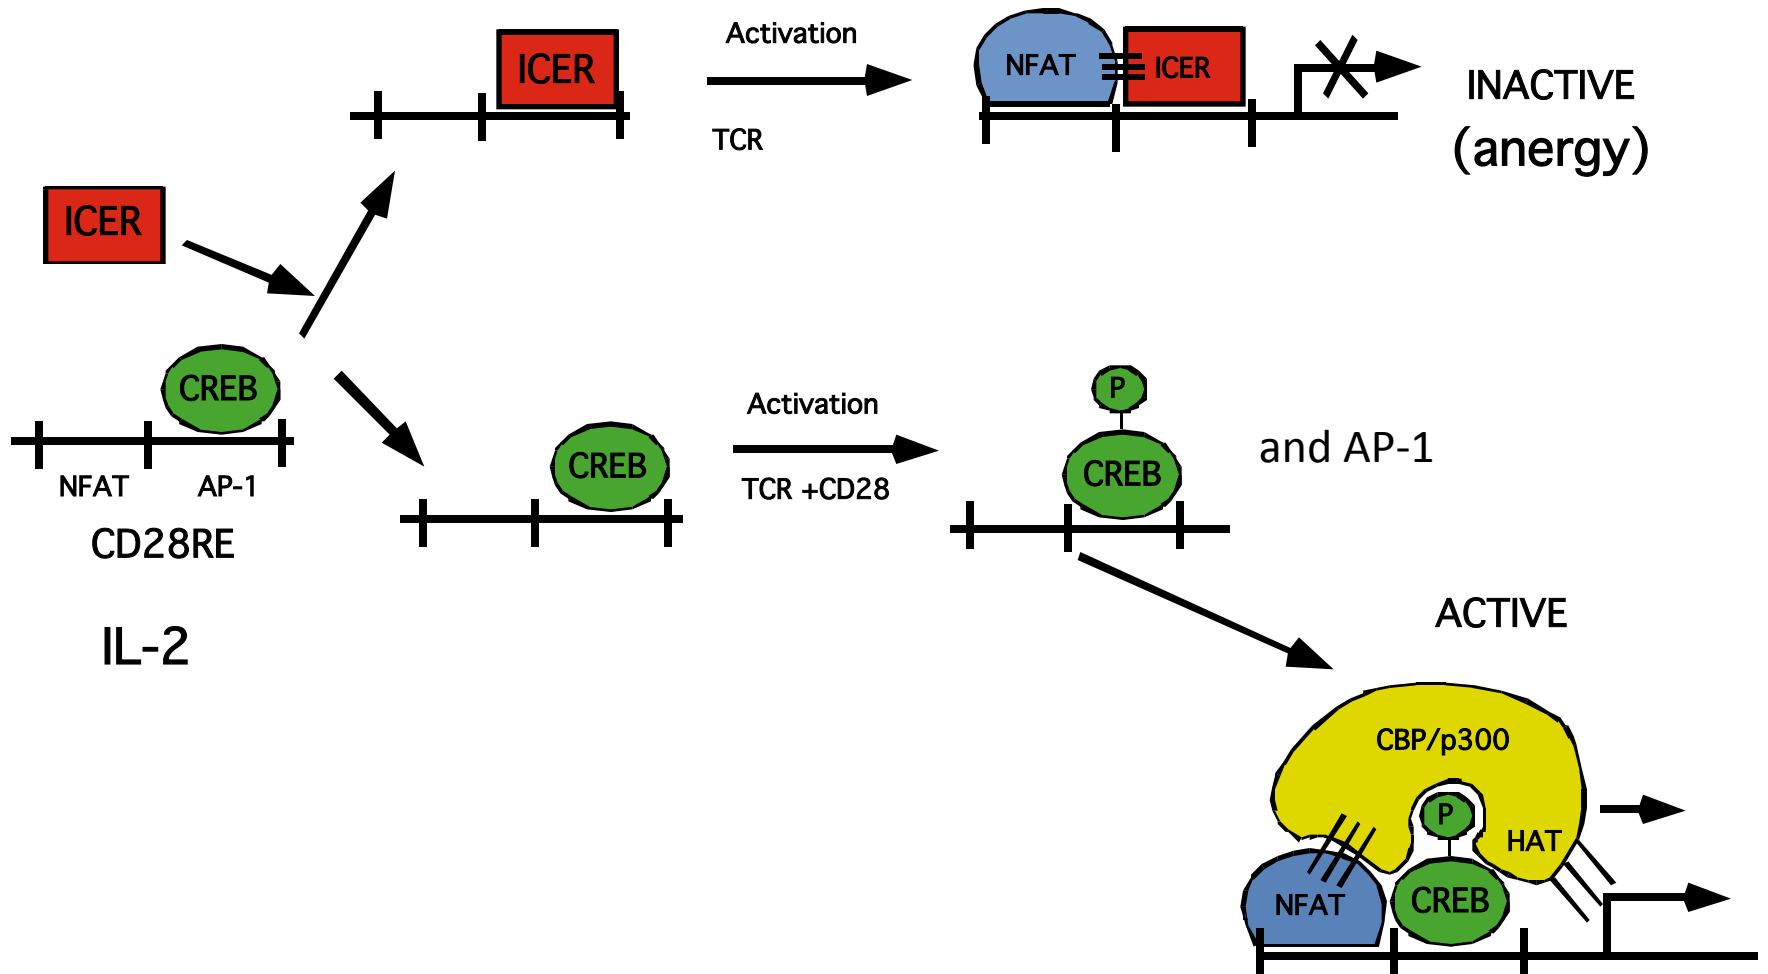 ICER
Activation
TCR
NFAT
ICER
INACTIVE
(anergy)
ICER
CREB
NFAT
AP-1
CD28RE
IL-2
CREB
Activation
TCR +CD28
P
CREB
and AP-1
ACTIVE
CBP/p300
P
HAT
NFAT
CREB